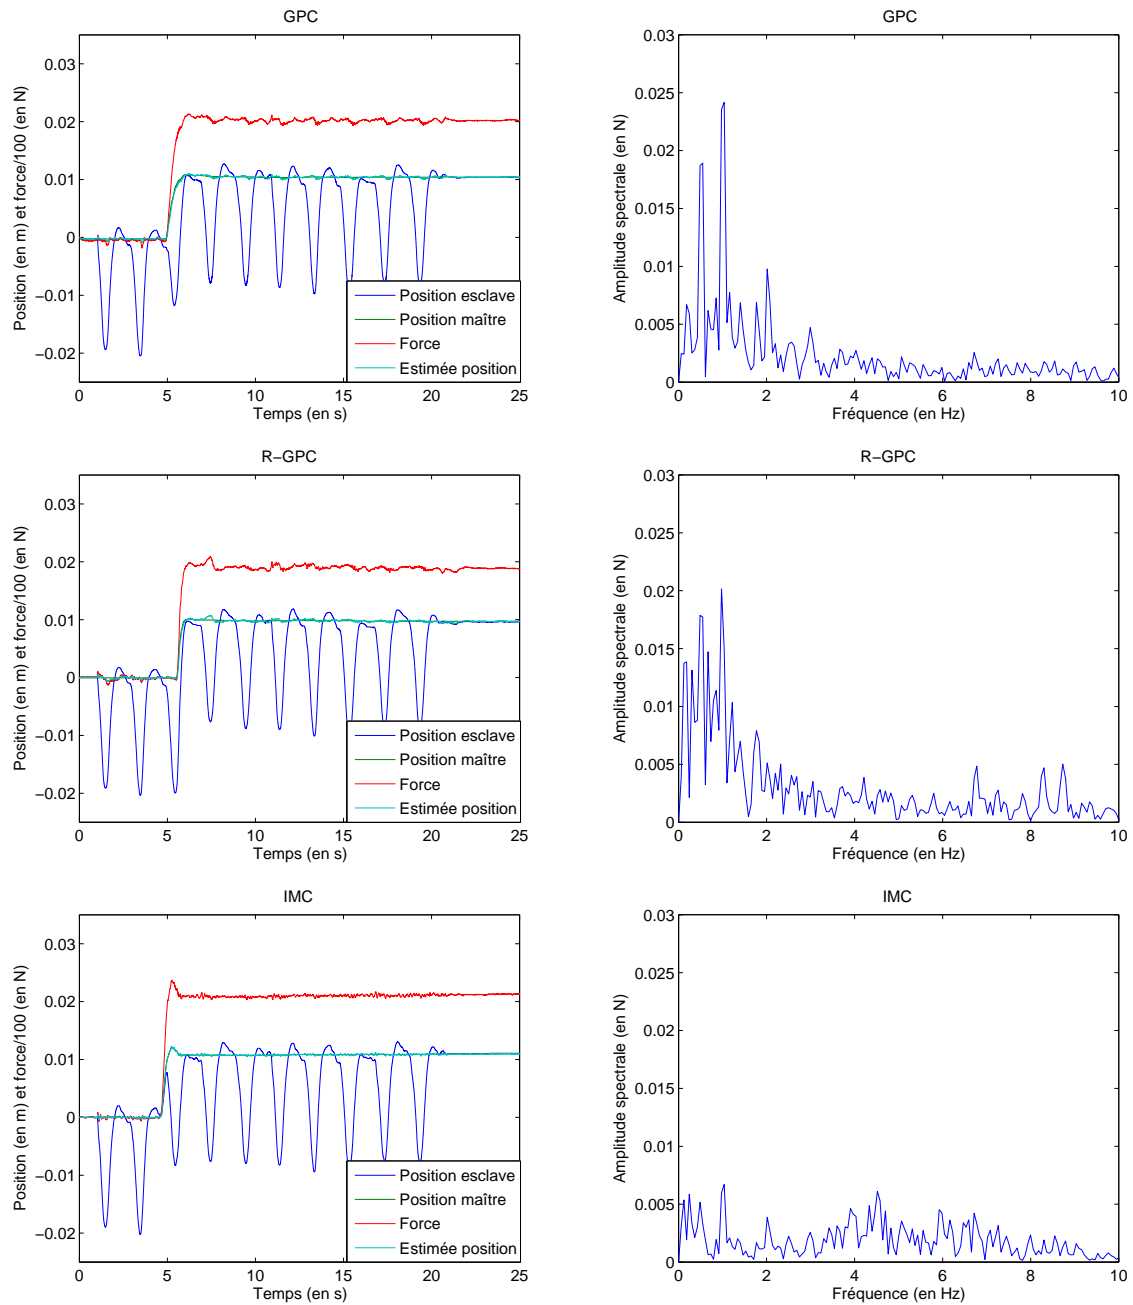 GPC
0.03
0.02
0.01
0
−0.01
−0.02
Position (en m) et force/100 (en N)
Position esclave
Position maître
Force
Estimée position
0 5 10 15 20 25
Temps (en s)
GPC
0.03
0.025
0.02
0.015
0.01
0.005
0
Amplitude spectrale (en N)
0 2 4 6 8 10
Fréquence (en Hz)
R−GPC
0.03
0.02
0.01
0
−0.01
−0.02
Position (en m) et force/100 (en N)
Position esclave
Position maître
Force
Estimée position
0 5 10 15 20 25
Temps (en s)
R−GPC
0.03
0.025
0.02
0.015
0.01
0.005
0
Amplitude spectrale (en N)
0 2 4 6 8 10
Fréquence (en Hz)
IMC
0.03
0.02
0.01
0
−0.01
−0.02
Position (en m) et force/100 (en N)
Position esclave
Position maître
Force
Estimée position
0 5 10 15 20 25
Temps (en s)
IMC
0.03
0.025
0.02
0.015
0.01
0.005
0
Amplitude spectrale (en N)
0 2 4 6 8 10
Fréquence (en Hz)